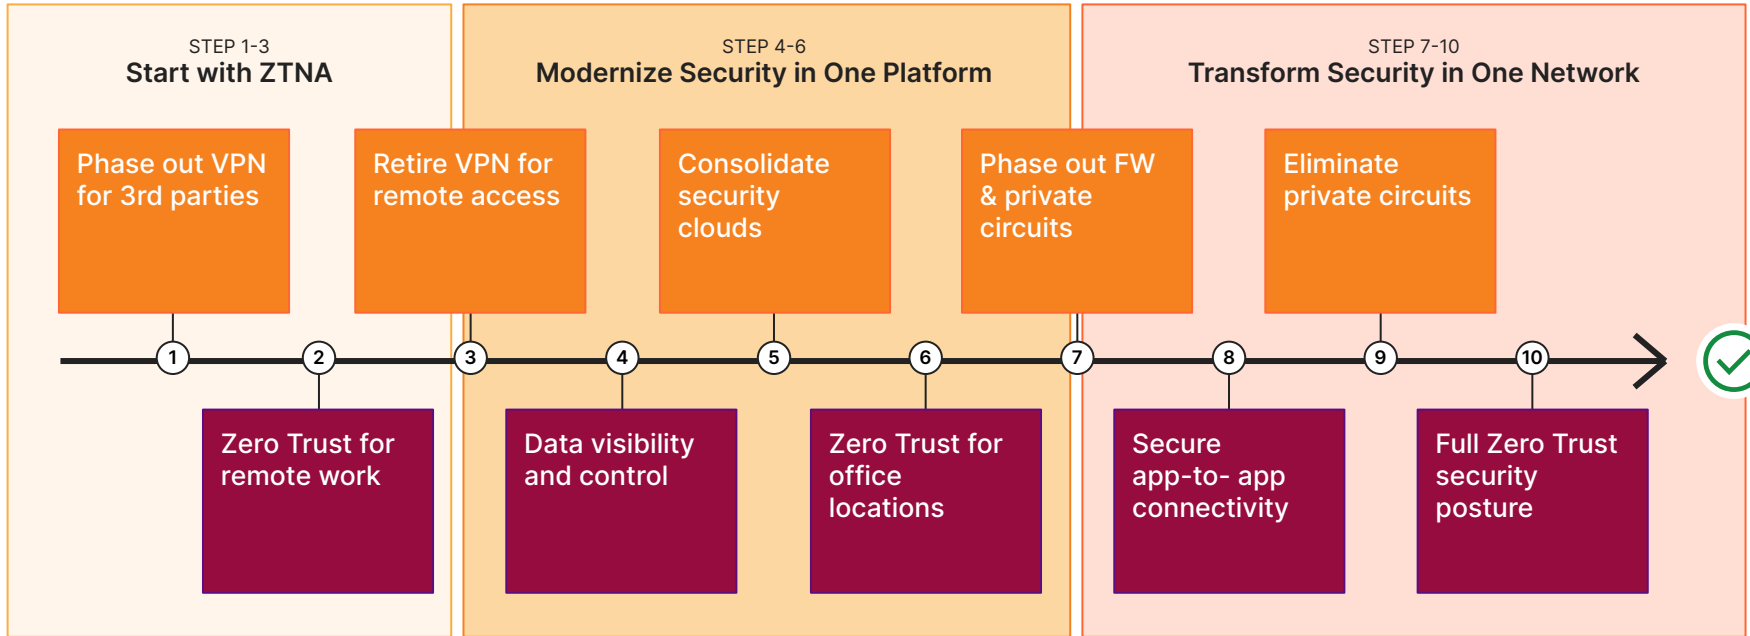 STEP 1-3
Start with ZTNA
STEP 4-6
Modernize Security in One Platform
STEP 7-10
Transform Security in One Network
Phase out VPN
for 3rd parties
Retire VPN for
remote access
Consolidate
security
clouds
Phase out FW
& private
circuits
Eliminate
private circuits
1
2
3
4
5
6
7
8
9
10
Zero Trust for
remote work
Data visibility
and control
Zero Trust for
office
locations
Secure
app-to- app
connectivity
Full Zero Trust
security
posture